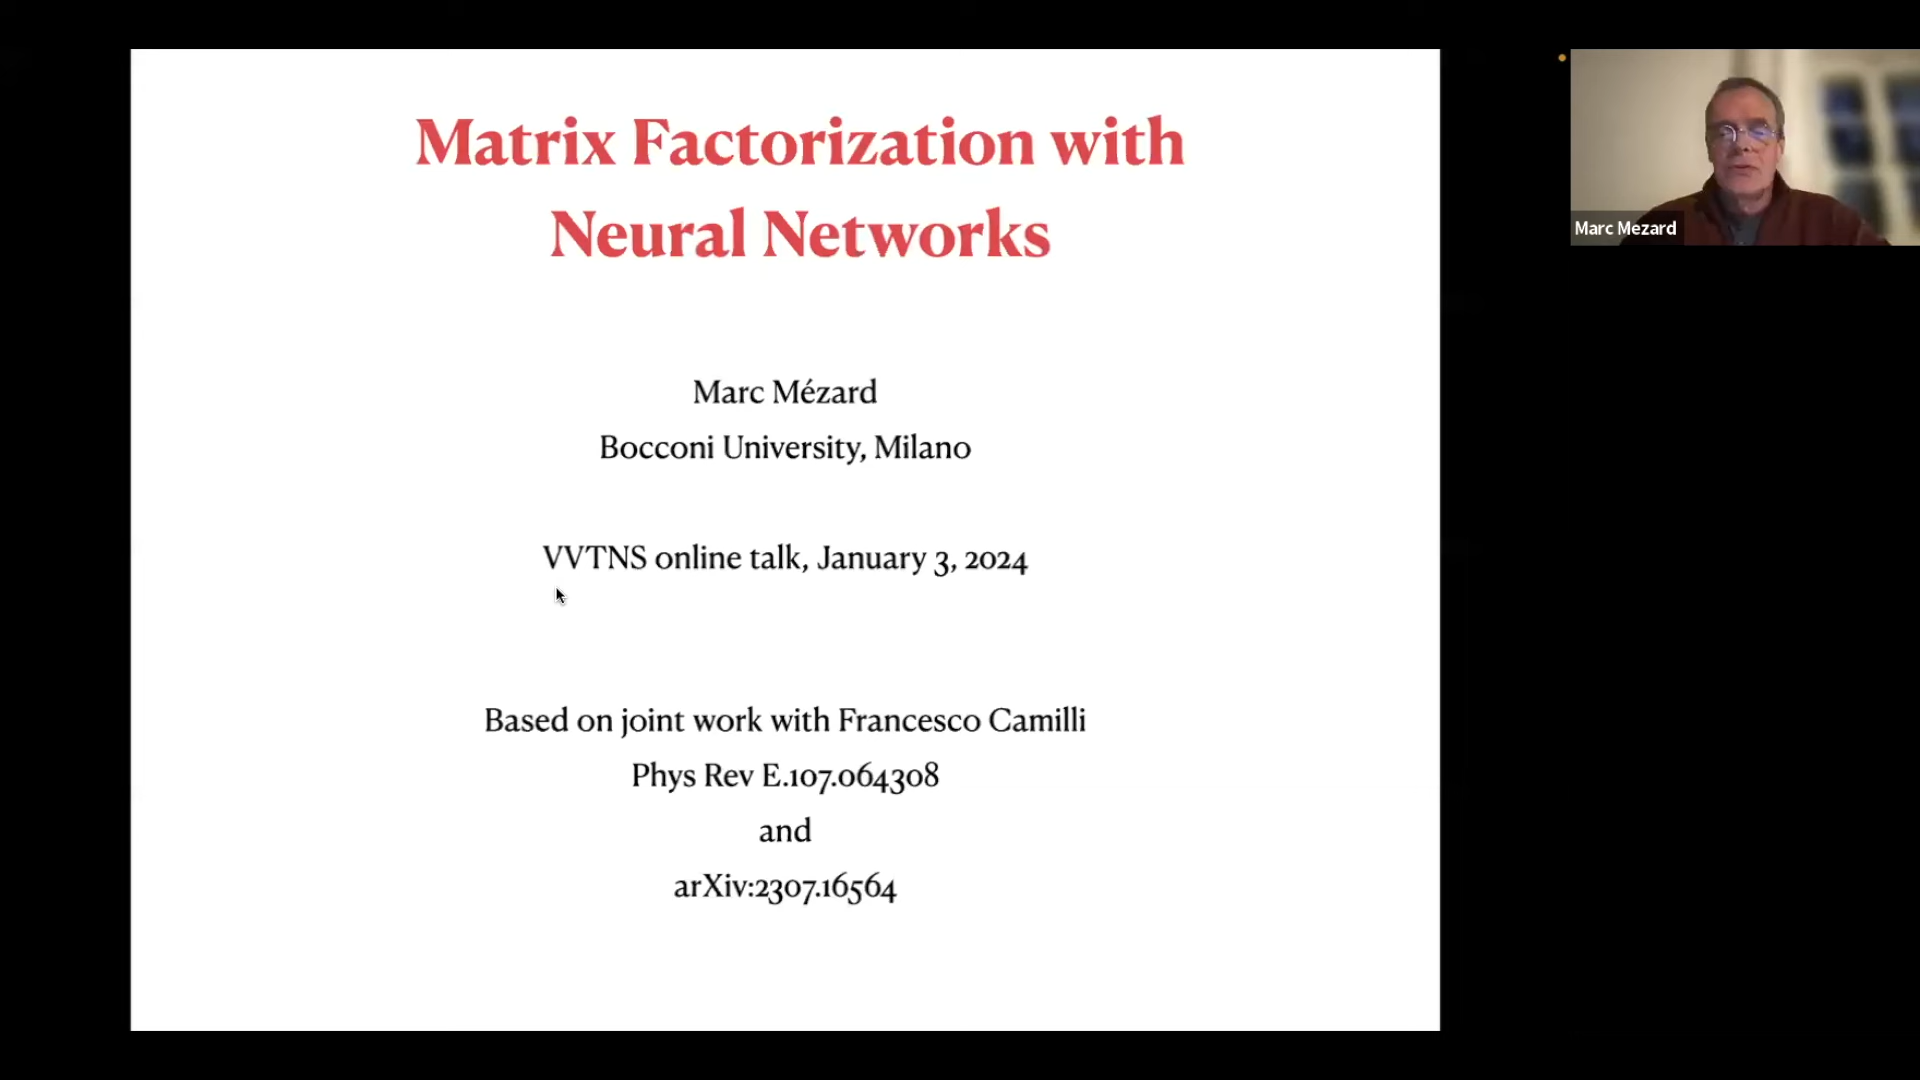 Matrix Factorization with
Neural Networks
Marc Mézard
Bocconi University, Milano
VVTNS online talk, January 3, 2024
Based on joint work with Francesco Camilli
Phys Rev E.107.064308
and
arXiv:2307.16564
Marc Mezard